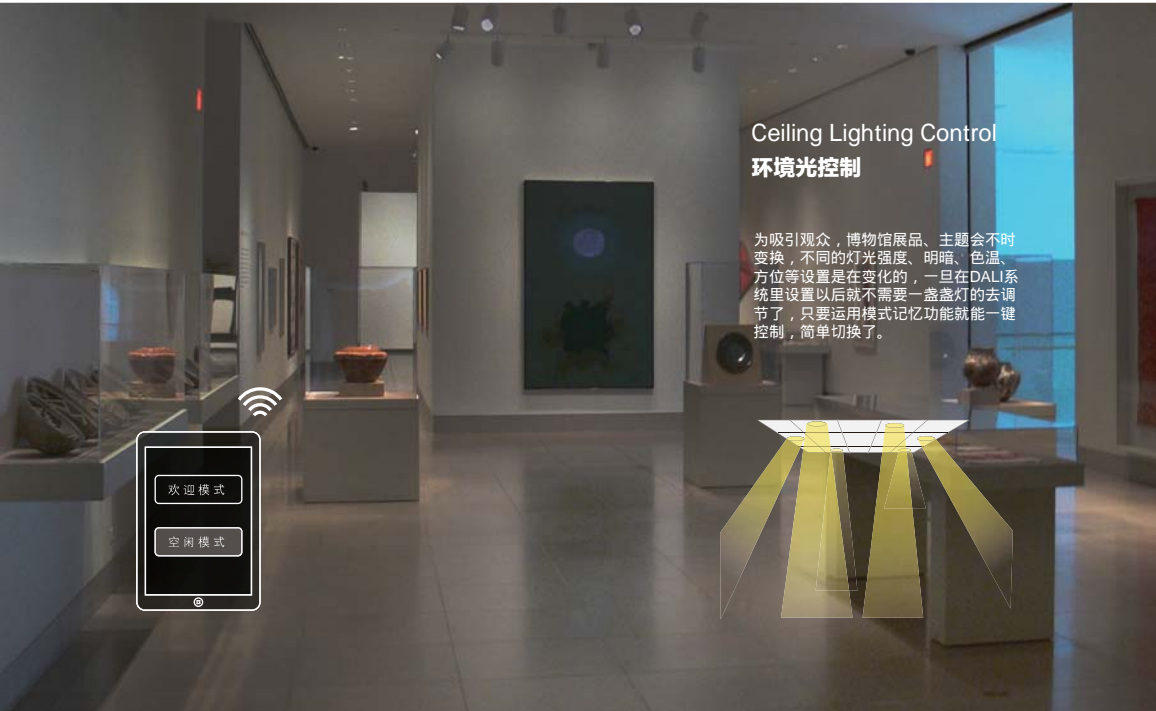 Ceiling Lighting Control
环境光控制
为吸引观众，博物馆展品、主题会不时
变换，不同的灯光强度、明暗、色温、
方位等设置是在变化的，一旦在DALI系
统里设置以后就不需要一盏盏灯的去调
节了，只要运用模式记忆功能就能一键
控制，简单切换了。
欢迎模式
空闲模式